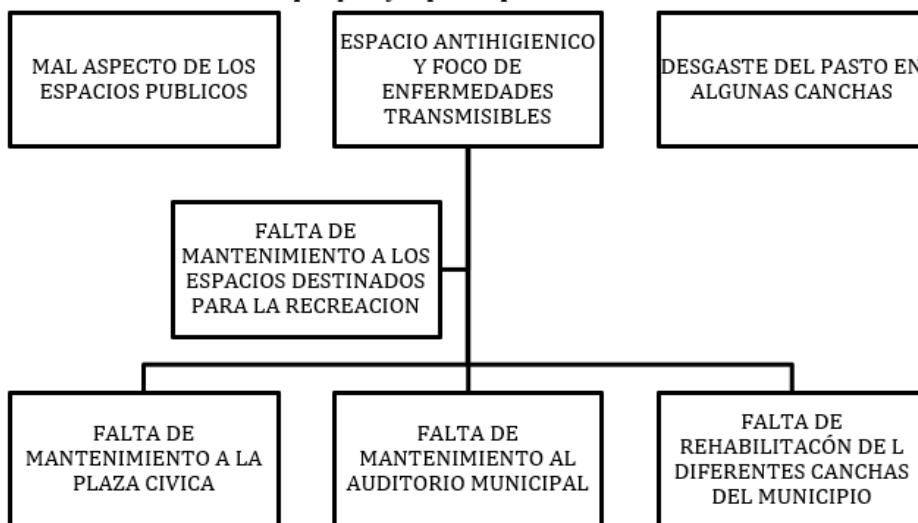 MAL ASPECTO DE LOS
ESPACIOS PUBLICOS
ESPACIO ANTIHIGIENICO
Y FOCO DE
ENFERMEDADES
TRANSMISIBLES
DESGASTE DEL PASTO EN
ALGUNAS CANCHAS
FALTA DE
MANTENIMIENTO A LOS
ESPACIOS DESTINADOS
PARA LA RECREACION
FALTA DE
MANTENIMIENTO A LA
PLAZA CIVICA
FALTA DE
MANTENIMIENTO AL
AUDITORIO MUNICIPAL
FALTA DE
REHABILITACÓN DE L
DIFERENTES CANCHAS
DEL MUNICIPIO